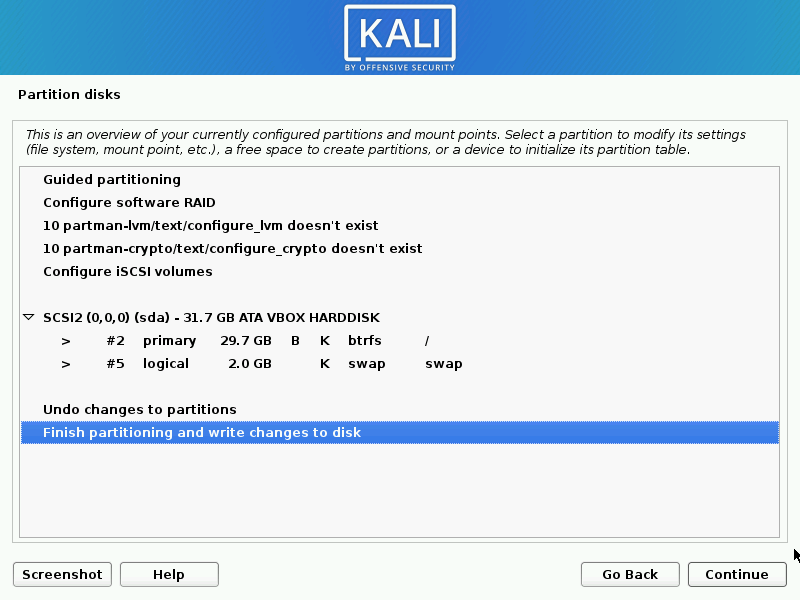 KALI
BY OFFENSIVE SECURITY
Partition disks
This is an overview of your currently configured partitions and mount points. Select a partition to modify its settings
(file system, mount point, etc.), a free space to create partitions, or a device to initialize its partition table.
Guided partitioning
Configure software RAID
10 partman-lvm/text/configure_lvm doesn't exist
10 partman-crypto/text/configure_crypto doesn't exist
Configure iSCSI volumes
SCSI2 (0,0,0) (sda) - 31.7 GB ATA VBOX HARDDISK
> #2 primary 29.7 GB B K btrfs /
> #5 logical 2.0 GB K swap swap
Undo changes to partitions
Finish partitioning and write changes to disk
Screenshot Help Go Back Continue